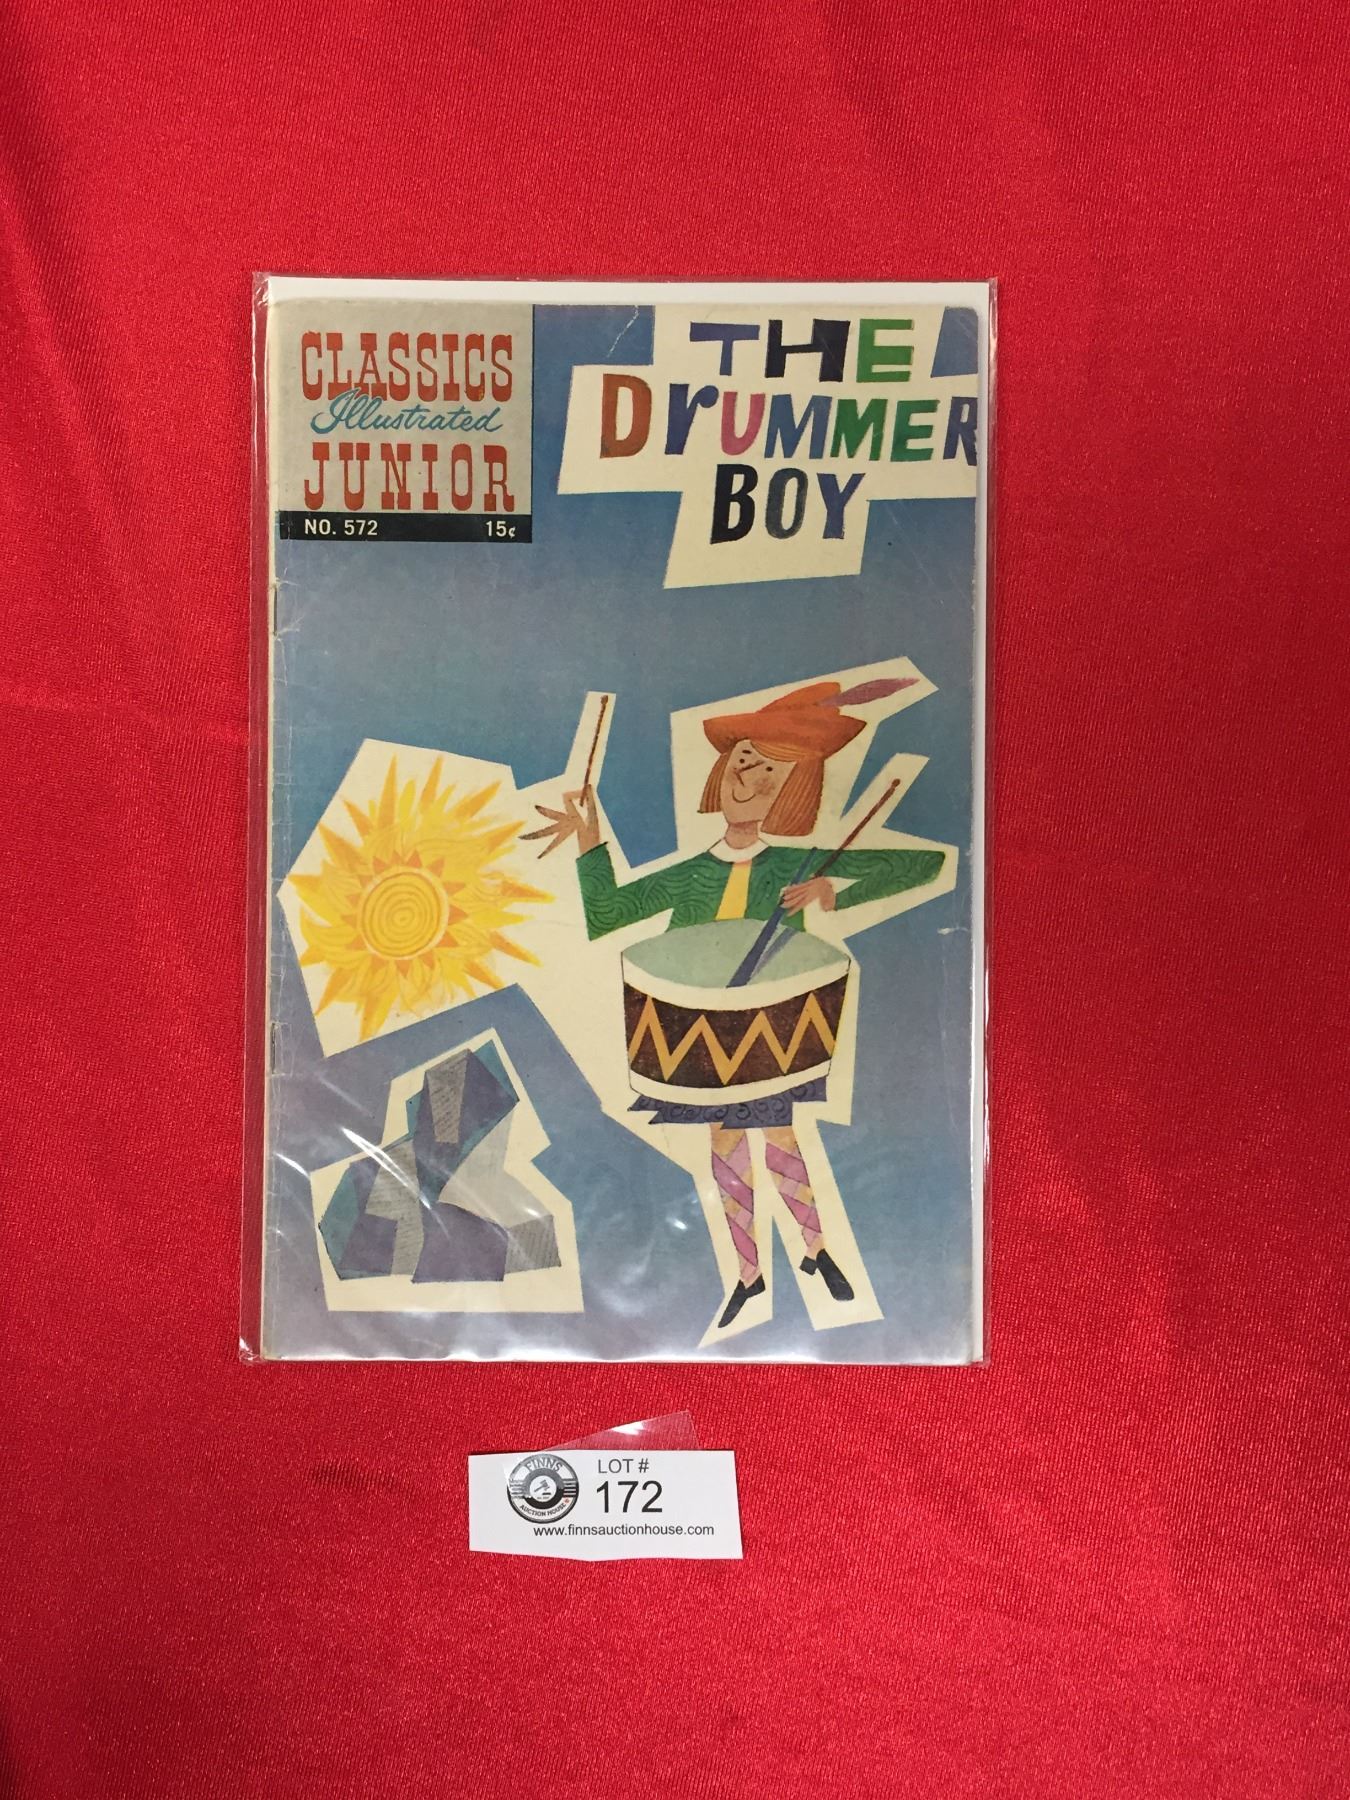 CLASSICS
Illustrated
JUNIOR
NO. 572 15¢
THE
DrUMMER
BOY
FINNS
AUCTION HOUSE
LOT #
172
www.finnsauctionhouse.com